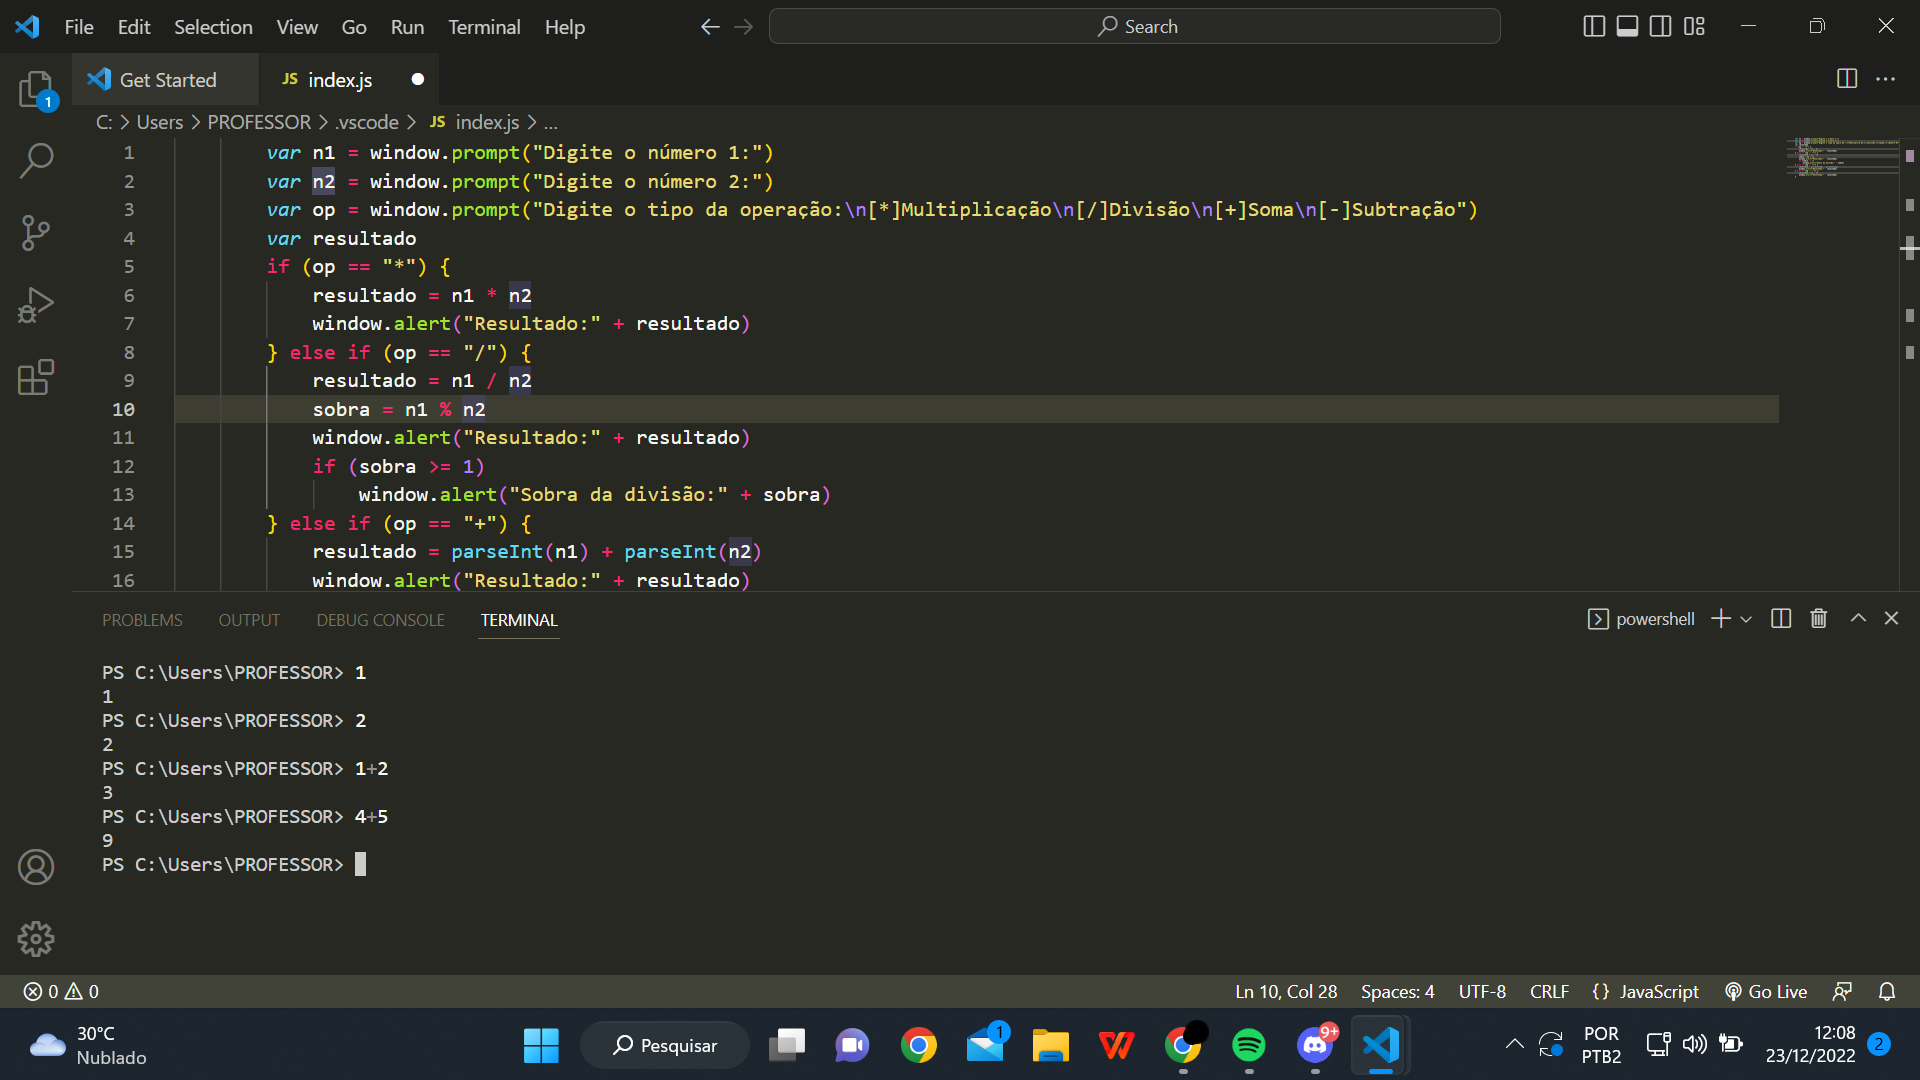 File Edit Selection View Go Run Terminal Help
Search
Get Started
JS index.js
C: > Users > PROFESSOR > .vscode > JS index.js > ...
1 var n1 = window.prompt("Digite o número 1:")
2 var n2 = window.prompt("Digite o número 2:")
3 var op = window.prompt("Digite o tipo da operação:\n[*]Multiplicação\n[/]Divisão\n[+]Soma\n[-]Subtração")
4 var resultado
5 if (op == "*") {
6 resultado = n1 * n2
7 window.alert("Resultado:" + resultado)
8 } else if (op == "/") {
9 resultado = n1 / n2
10 sobra = n1 % n2
11 window.alert("Resultado:" + resultado)
12 if (sobra >= 1)
13 window.alert("Sobra da divisão:" + sobra)
14 } else if (op == "+") {
15 resultado = parseInt(n1) + parseInt(n2)
16 window.alert("Resultado:" + resultado)
PROBLEMS OUTPUT DEBUG CONSOLE TERMINAL
powershell
PS C:\Users\PROFESSOR> 1
1
PS C:\Users\PROFESSOR> 2
2
PS C:\Users\PROFESSOR> 1+2
3
PS C:\Users\PROFESSOR> 4+5
9
PS C:\Users\PROFESSOR>
1
0 0
Ln 10, Col 28 Spaces: 4 UTF-8 CRLF {} JavaScript Go Live
30°C
Nublado
Pesquisar
1
9+
POR
PTB2
12:08
23/12/2022
2